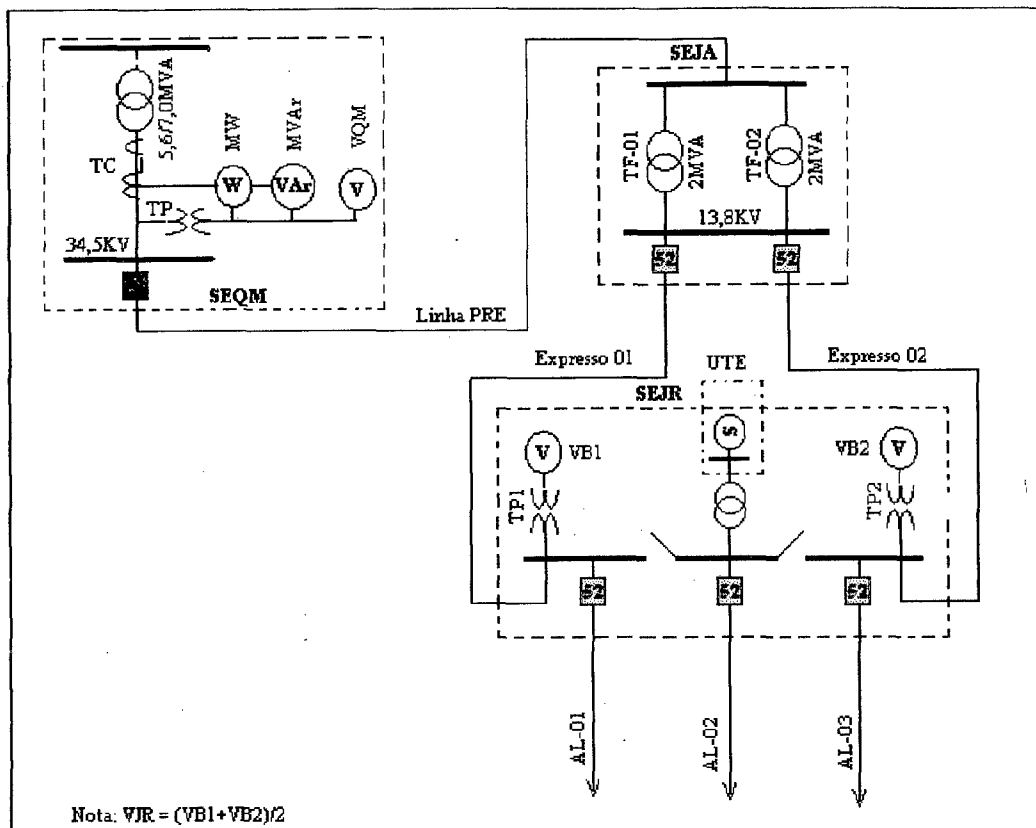 SEJA
5,6/7,0MVA
MW
MVAr
VQM
TC
W
VAr
V
TP
34,5KV
SEQM
Linha PRE
TF-01
2MVA
TF-02
2MVA
13,8KV
52
52
Expresso 01
UTE
Expresso 02
SEJR
S
V
VB1
VB2
V
TP1
TP2
52
52
52
AL-01
AL-02
AL-03
Nota: VJR = (VB1+VB2)/2